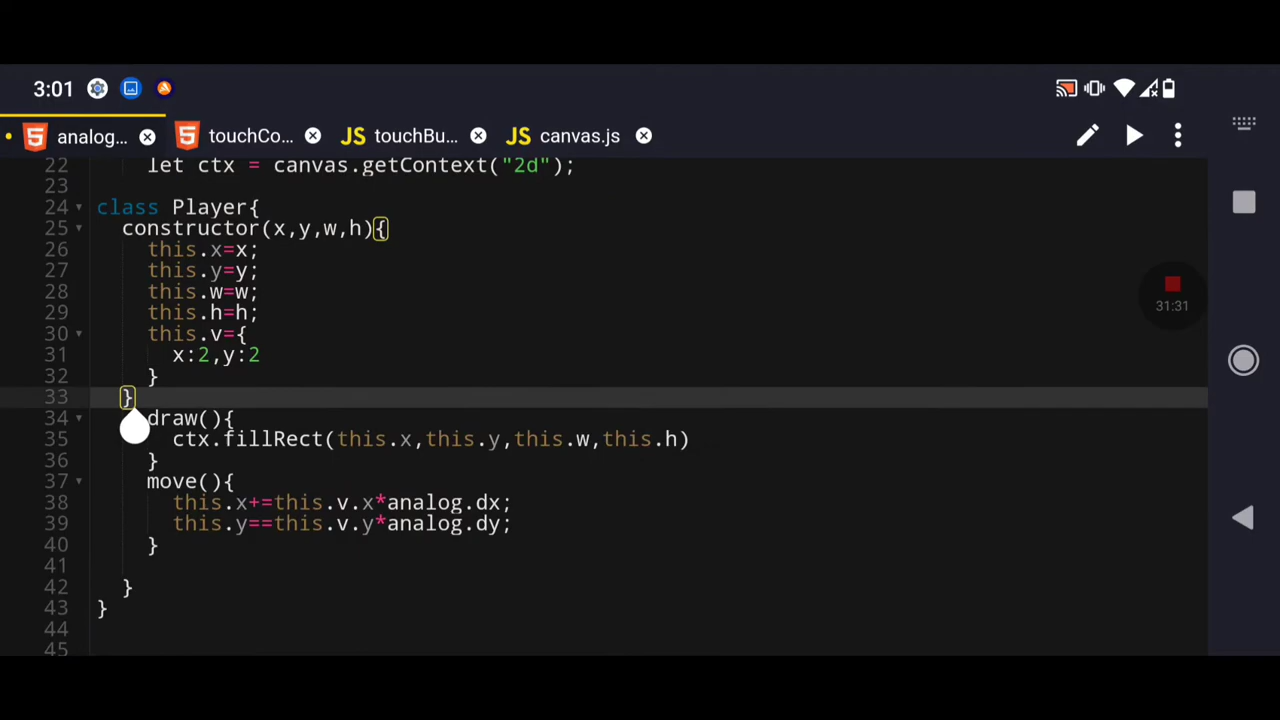 3:01
analog...
touchCo...
JS touchBu...
JS canvas.js
22 let ctx = canvas.getContext("2d");
23
24 class Player{
25 constructor(x,y,w,h){
26 this.x=x;
27 this.y=y;
28 this.w=w;
29 this.h=h;
30 this.v={
31 x:2,y:2
32 }
33 }
34 draw(){
35 ctx.fillRect(this.x,this.y,this.w,this.h)
36 }
37 move(){
38 this.x+=this.v.x*analog.dx;
39 this.y==this.v.y*analog.dy;
40 }
41
42 }
43 }
44
45
31:31